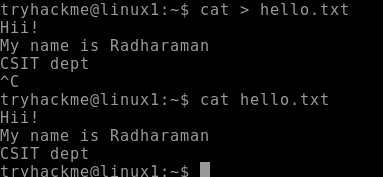 tryhackme@linux1:~$ cat > hello.txt
Hii!
My name is Radharaman
CSIT dept
^C
tryhackme@linux1:~$ cat hello.txt
Hii!
My name is Radharaman
CSIT dept
tryhackme@linux1:~$